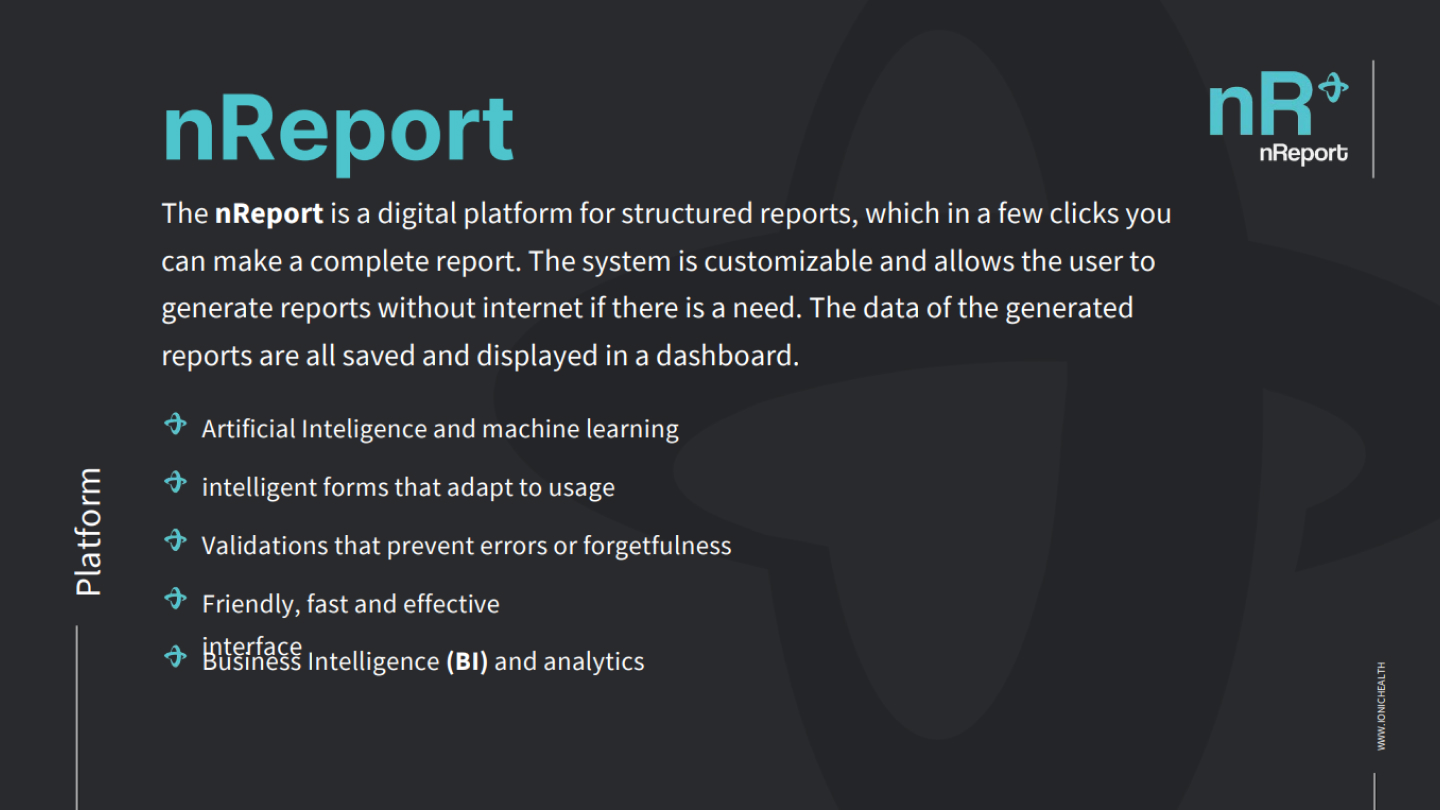 nReport
nR
nReport
The nReport is a digital platform for structured reports, which in a few clicks you
can make a complete report. The system is customizable and allows the user to
generate reports without internet if there is a need. The data of the generated
reports are all saved and displayed in a dashboard.
Artificial Inteligence and machine learning
intelligent forms that adapt to usage
Validations that prevent errors or forgetfulness
Friendly, fast and effective
interface
Business Intelligence (BI) and analytics
Platform
WWW.IONICHEALTH